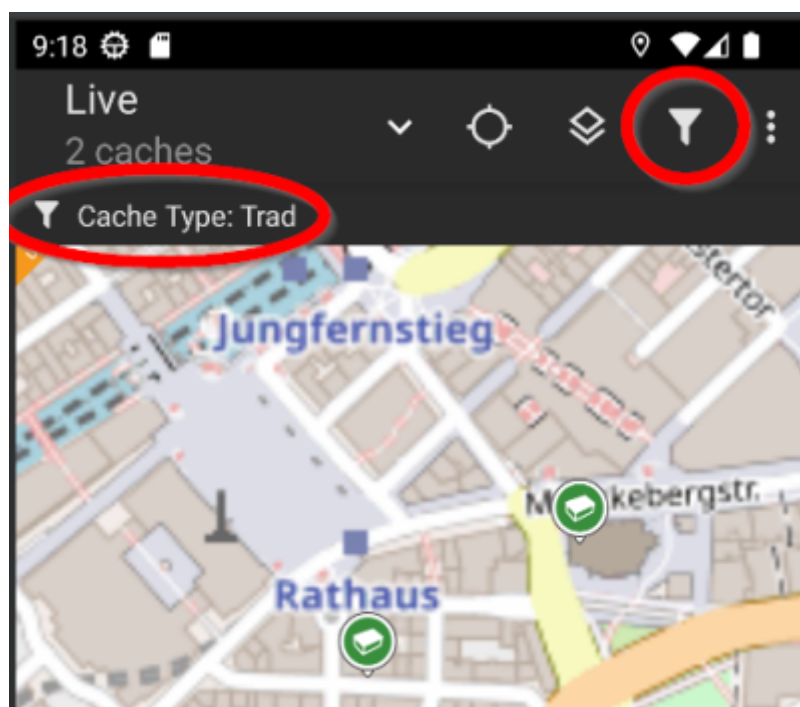 9:18
Live
2 caches
Cache Type: Trad
Jungfernstieg
kebergstr.
Rathaus